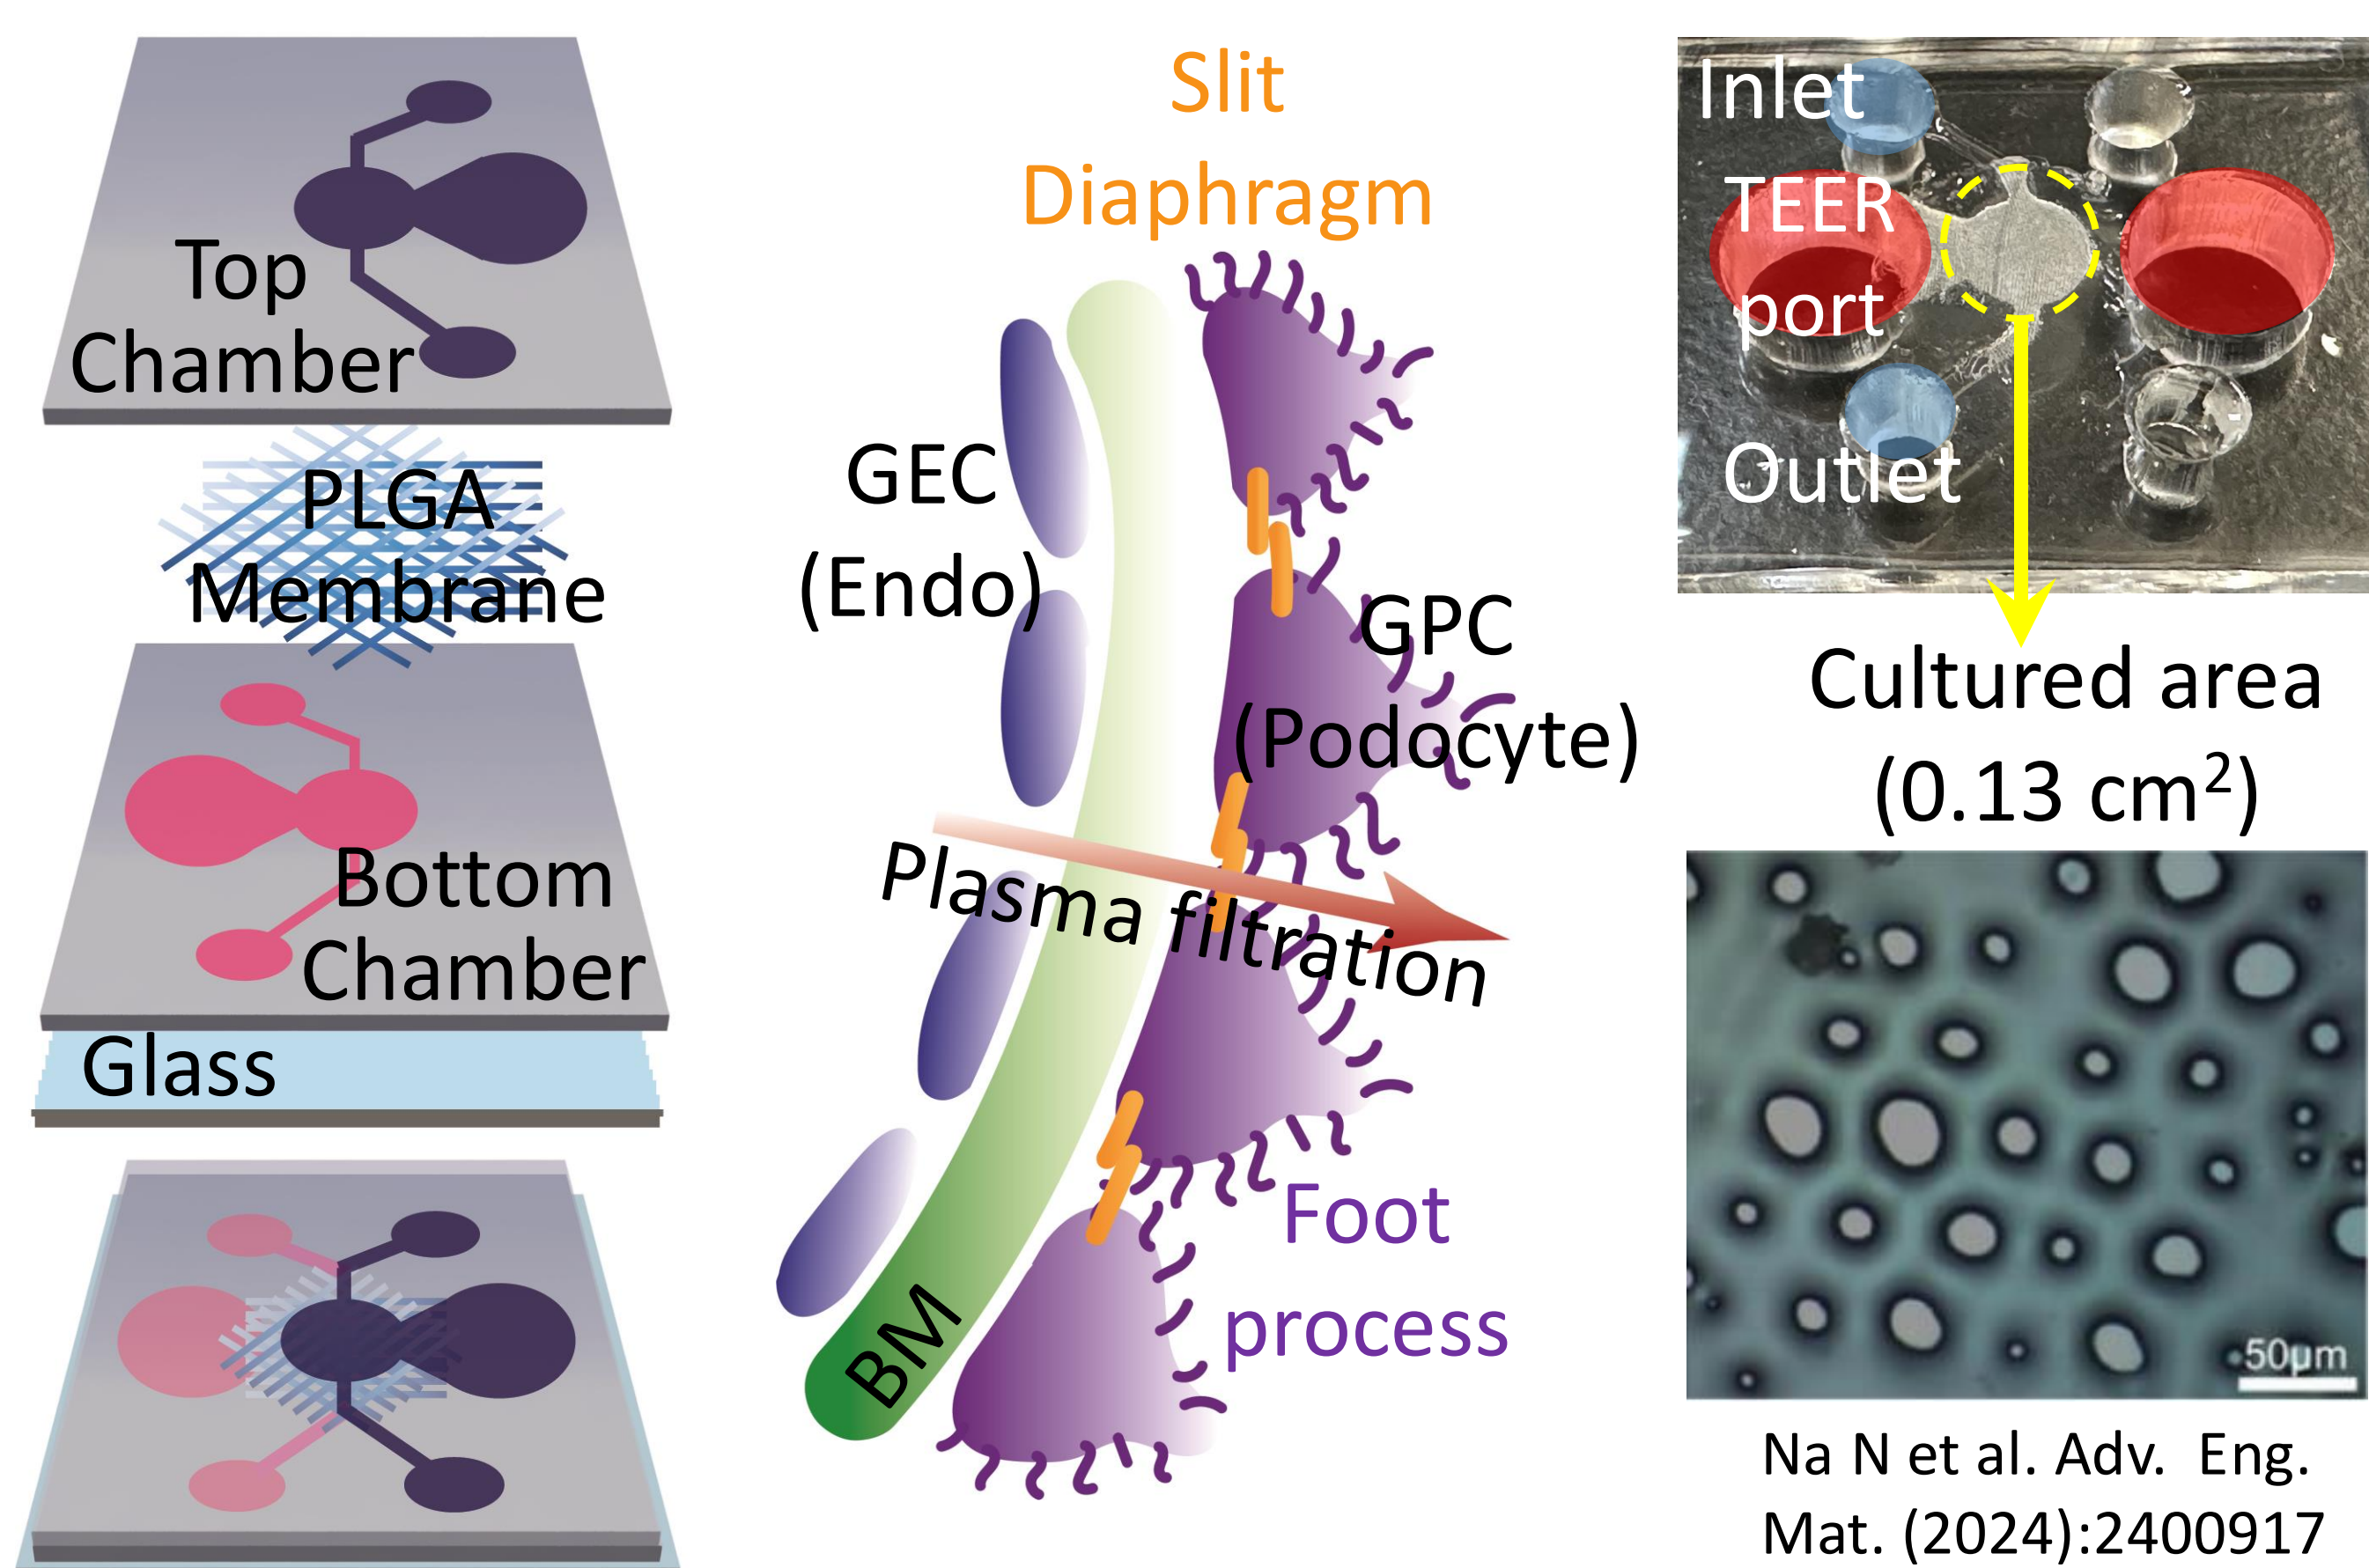 Top
Chamber
PLGA
Membrane
Bottom
Chamber
Glass
Slit
Diaphragm
GEC
(Endo)
GPC
(Podocyte)
Plasma filtration
BM
Foot
process
Inlet
TEER
port
Outlet
Cultured area
(0.13 cm²)
50μm
Na N et al. Adv. Eng.
Mat. (2024):2400917